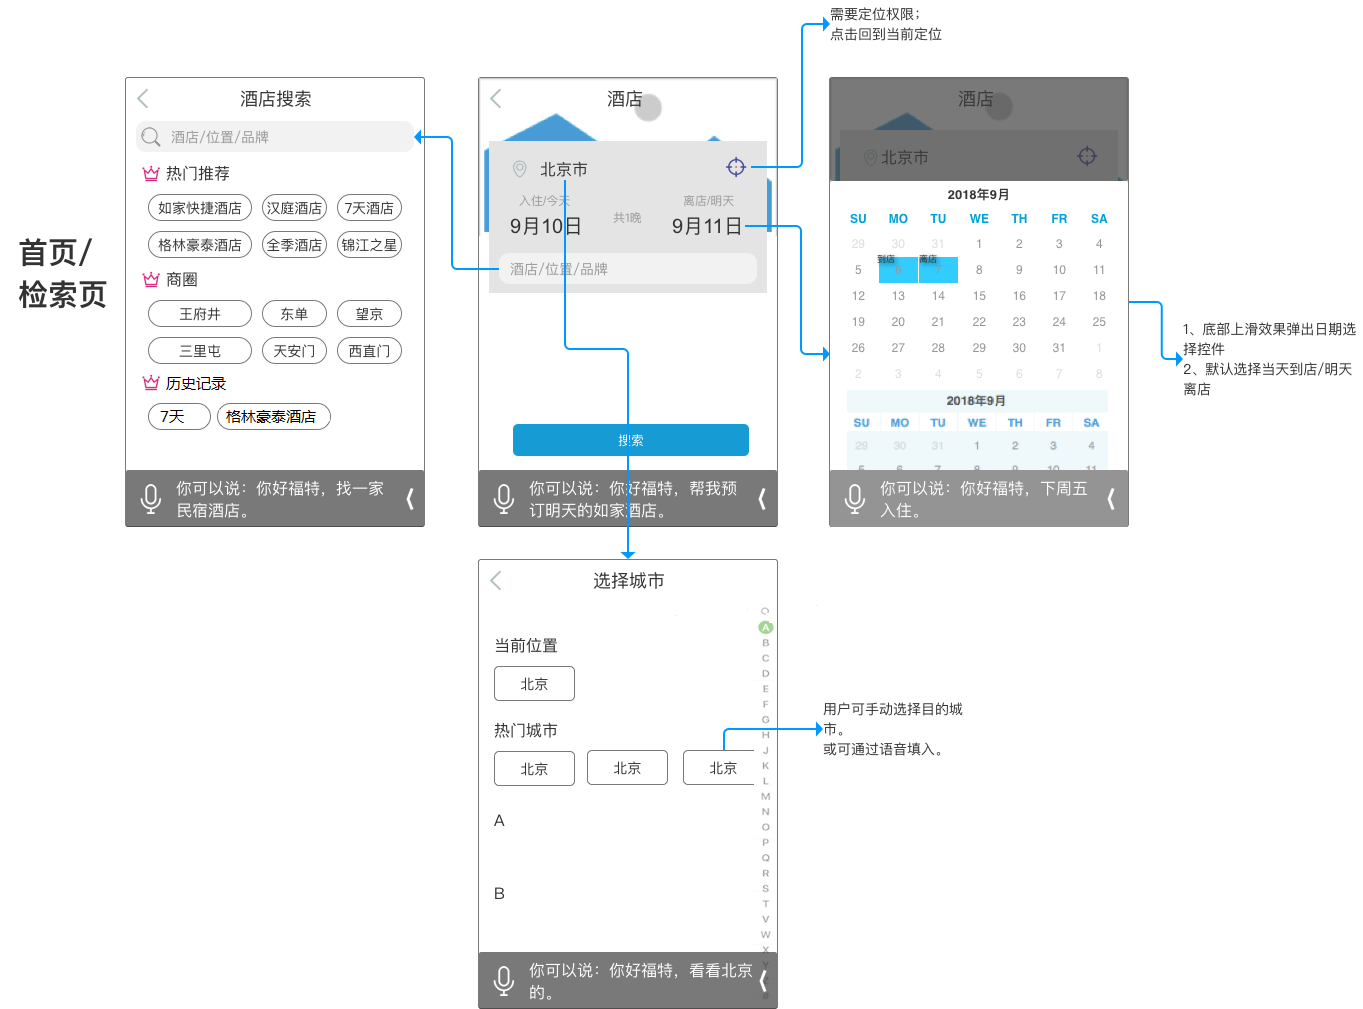 需要定位权限；
点击回到当前定位
首页/
检索页
酒店搜索
酒店/位置/品牌
热门推荐
如家快捷酒店 汉庭酒店 7天酒店
格林豪泰酒店 全季酒店 锦江之星
商圈
王府井 东单 望京
三里屯 天安门 西直门
历史记录
7天 格林豪泰酒店
你可以说：你好福特，找一家
民宿酒店。
酒店
北京市
入住/今天 离店/明天
9月10日 共1晚 9月11日
酒店/位置/品牌
搜索
你可以说：你好福特，帮我预
订明天的如家酒店。
酒店
北京市
2018年9月
SU MO TU WE TH FR SA
29 30 31 1 2 3 4
到店 离店
5 6 7 8 9 10 11
12 13 14 15 16 17 18
19 20 21 22 23 24 25
26 27 28 29 30 31 1
2 3 4 5 6 7 8
2018年9月
SU MO TU WE TH FR SA
29 30 31 1 2 3 4
5 6 7 8 9 10 11
你可以说：你好福特，下周五
入住。
1、底部上滑效果弹出日期选
择控件
2、默认选择当天到店/明天
离店
选择城市
当前位置
北京
热门城市
北京 北京 北京
A
B
A
B
C
D
E
F
G
H
J
K
L
M
N
O
P
Q
R
S
T
V
W
X
你可以说：你好福特，看看北京
的。
用户可手动选择目的城
市。
或可通过语音填入。